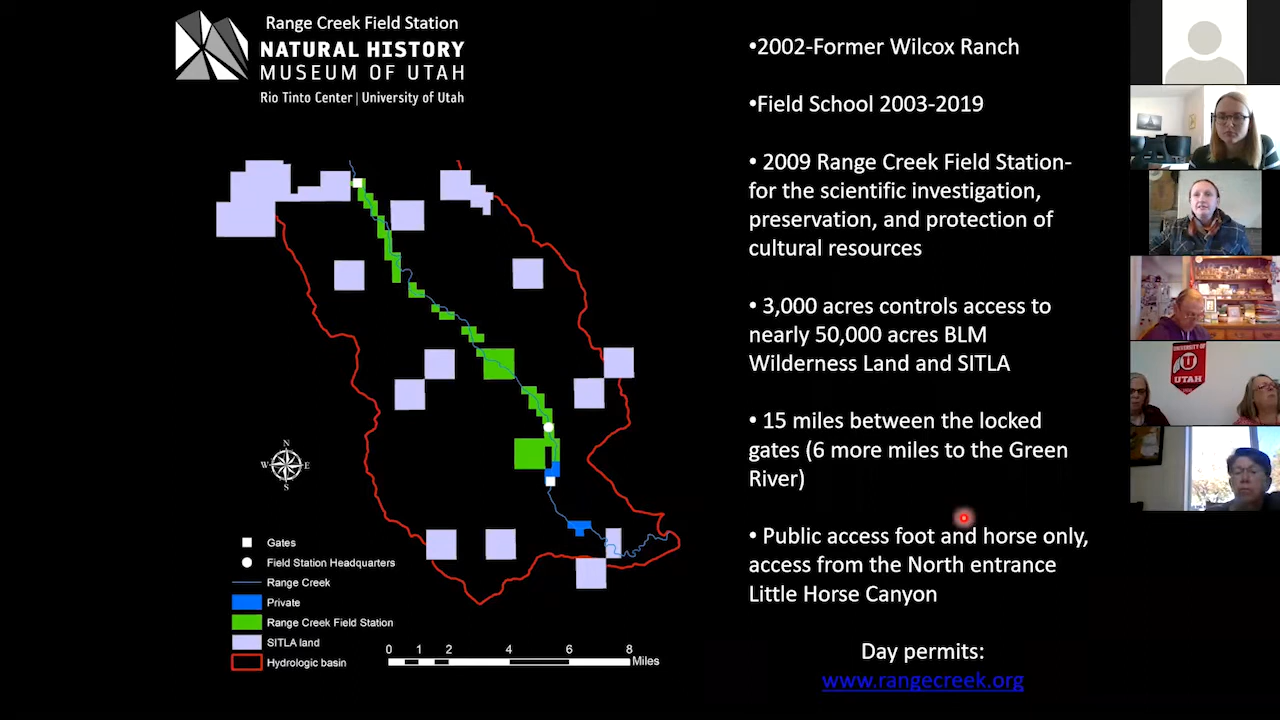 Range Creek Field Station
NATURAL HISTORY
MUSEUM OF UTAH
Rio Tinto Center | University of Utah
N
W
E
S
Gates
Field Station Headquarters
Range Creek
Private
Range Creek Field Station
SITLA land
Hydrologic basin
0 1 2 4 6 8
Miles
•2002-Former Wilcox Ranch
•Field School 2003-2019
• 2009 Range Creek Field Station-
for the scientific investigation,
preservation, and protection of
cultural resources
• 3,000 acres controls access to
nearly 50,000 acres BLM
Wilderness Land and SITLA
• 15 miles between the locked
gates (6 more miles to the Green
River)
• Public access foot and horse only,
access from the North entrance
Little Horse Canyon
Day permits:
www.rangecreek.org
UNIVERSITY OF
U
UTAH